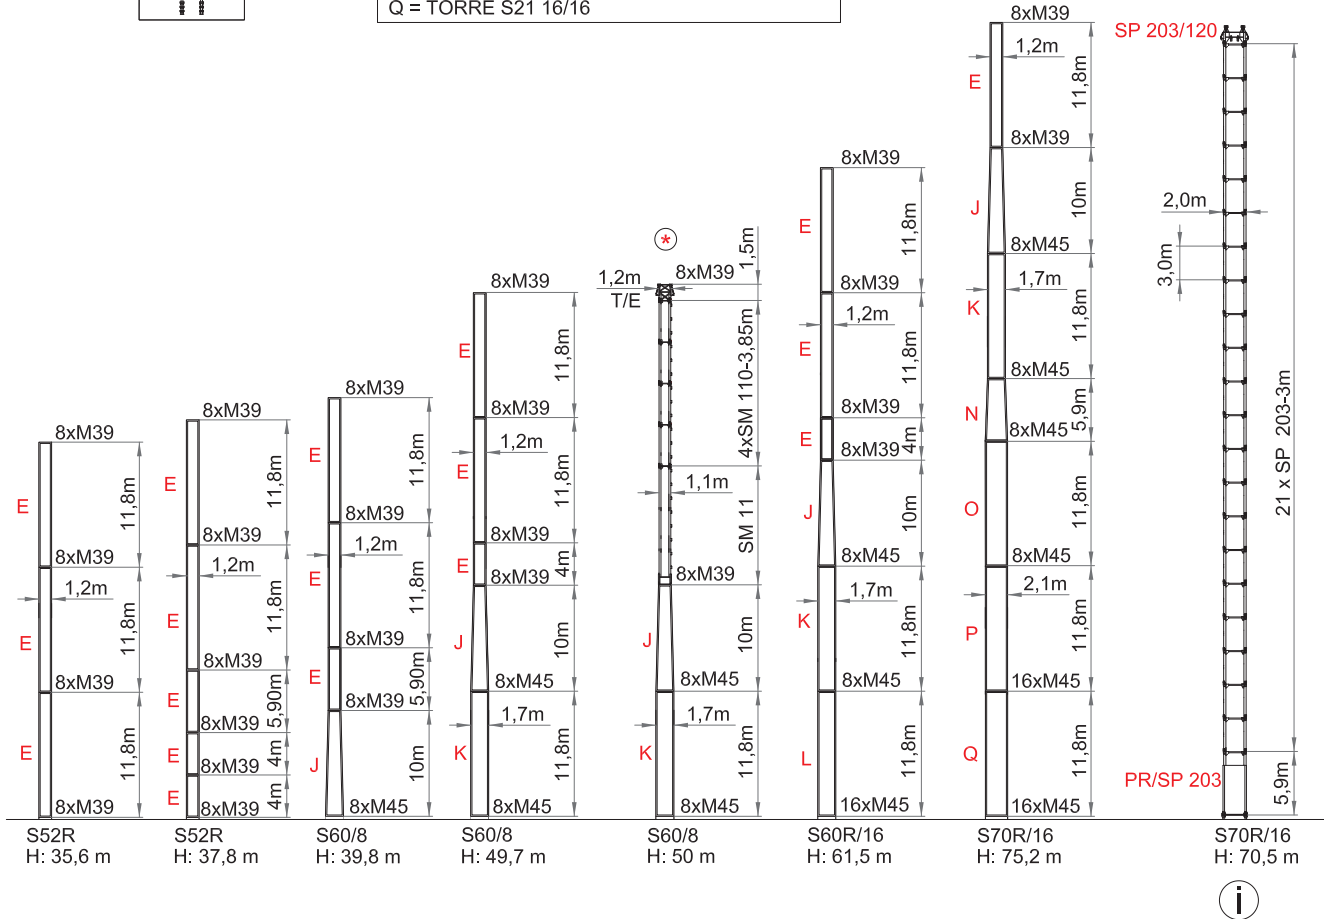 Q = TORRE S21 16/16
8xM39
E
11,8m
8xM39
1,2m
E
11,8m
8xM39
E
11,8m
8xM39
S52R
H: 35,6 m
8xM39
E
11,8m
8xM39
1,2m
E
11,8m
8xM39
E
5,90m
8xM39
E
4m
8xM39
E
4m
8xM39
S52R
H: 37,8 m
8xM39
E
11,8m
8xM39
1,2m
E
11,8m
8xM39
E
5,90m
8xM39
J
10m
8xM45
S60/8
H: 39,8 m
8xM39
E
11,8m
8xM39
1,2m
E
11,8m
8xM39
E
4m
8xM39
J
10m
8xM45
1,7m
K
11,8m
8xM45
S60/8
H: 49,7 m
*
1,5m
8xM39
1,2m
T/E
4xSM 110-3,85m
1,1m
SM 11
8xM39
J
10m
8xM45
1,7m
K
11,8m
8xM45
S60/8
H: 50 m
8xM39
E
11,8m
8xM39
1,2m
E
11,8m
8xM39
E
4m
8xM39
J
10m
8xM45
1,7m
K
11,8m
8xM45
L
11,8m
16xM45
S60R/16
H: 61,5 m
8xM39
1,2m
E
11,8m
8xM39
J
10m
8xM45
1,7m
K
11,8m
8xM45
N
5,9m
8xM45
O
11,8m
8xM45
2,1m
P
11,8m
16xM45
Q
11,8m
16xM45
S70R/16
H: 75,2 m
SP 203/120
2,0m
3,0m
21 x SP 203-3m
PR/SP 203
5,9m
S70R/16
H: 70,5 m
i